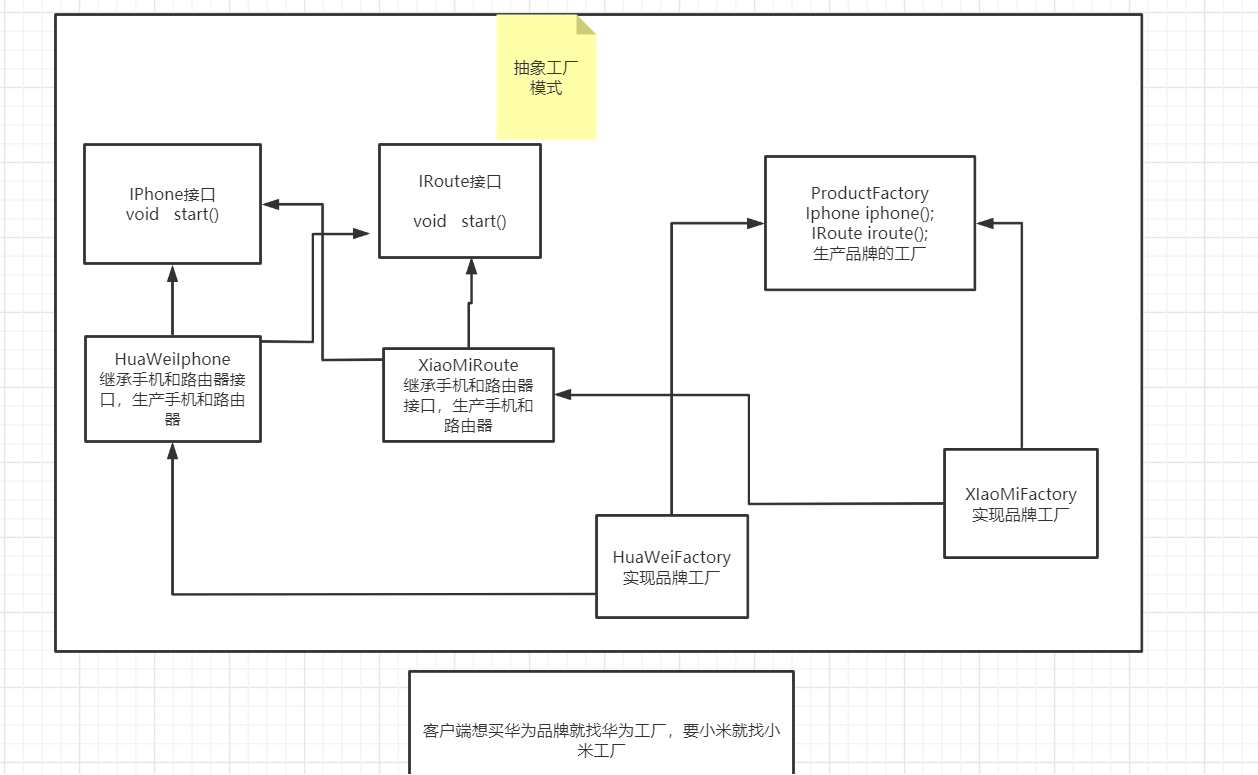 抽象工厂
模式
IPhone接口
void start()
IRoute接口
void start()
ProductFactory
Iphone iphone();
IRoute iroute();
生产品牌的工厂
HuaWeiIphone
继承手机和路由器接
口，生产手机和路由
器
XiaoMiRoute
继承手机和路由器
接口，生产手机和
路由器
XIaoMiFactory
实现品牌工厂
HuaWeiFactory
实现品牌工厂
客户端想买华为品牌就找华为工厂，要小米就找小
米工厂